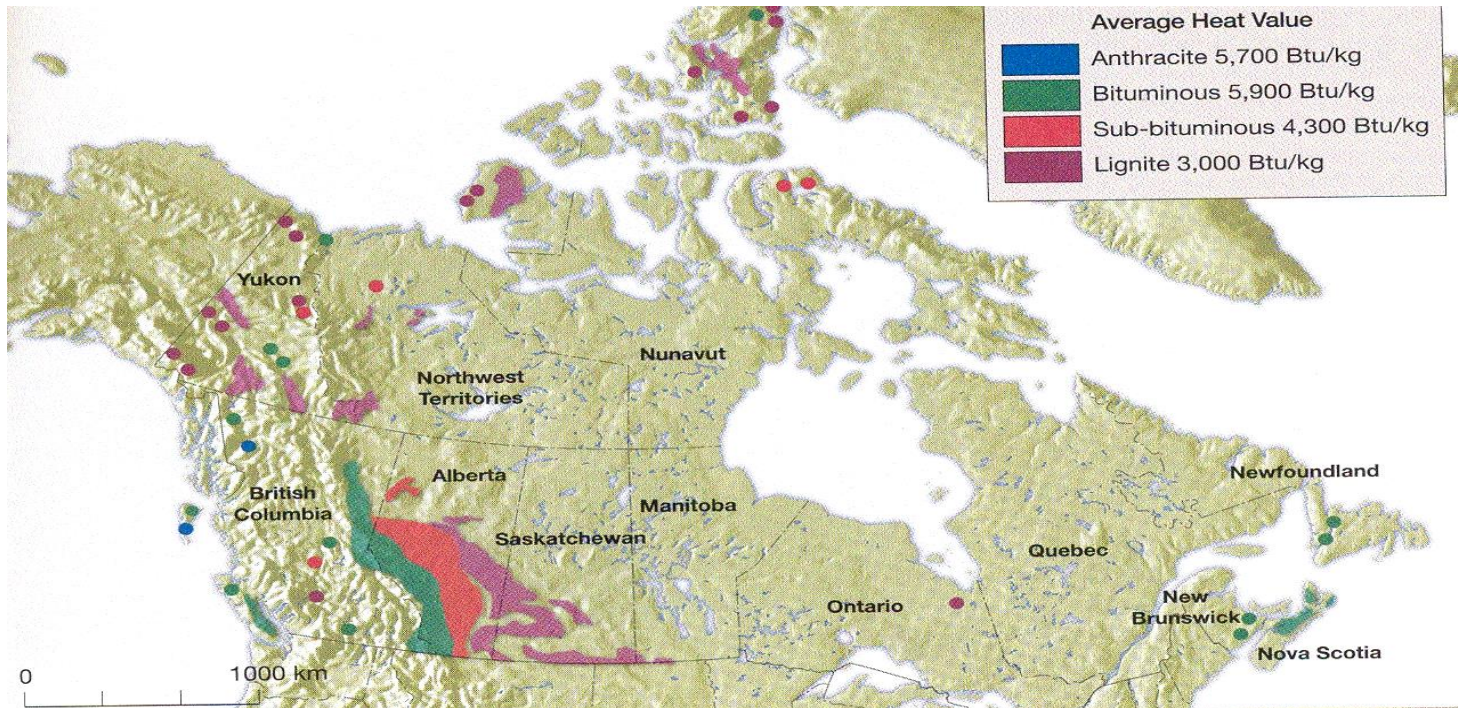 Average Heat Value
Anthracite 5,700 Btu/kg
Bituminous 5,900 Btu/kg
Sub-bituminous 4,300 Btu/kg
Lignite 3,000 Btu/kg
Yukon
Nunavut
Northwest
Territories
Alberta
Newfoundland
British
Columbia
Manitoba
Saskatchewan
Quebec
Ontario
New
Brunswick
Nova Scotia
0
1000 km